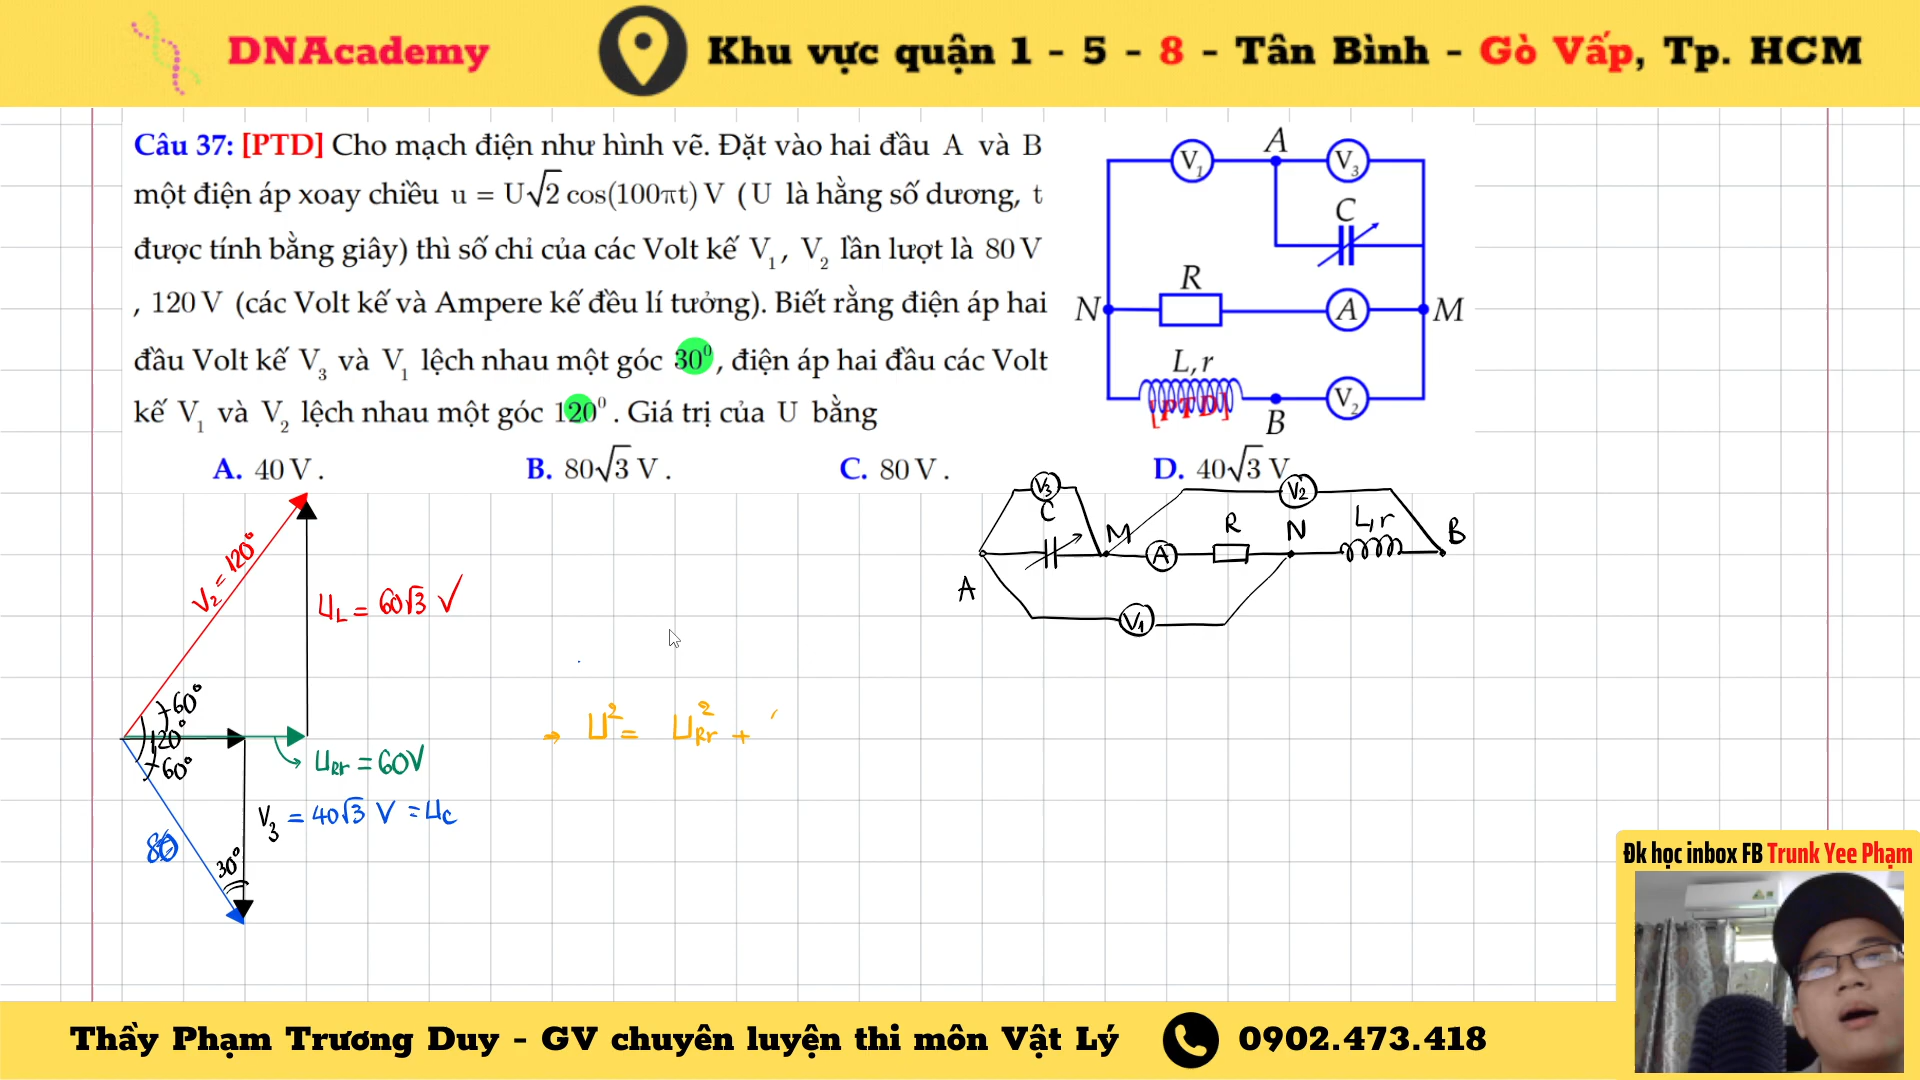 DNAcademy
Khu vực quận 1 - 5 - 8 - Tân Bình - Gò Vấp, Tp. HCM
Câu 37: [PTD] Cho mạch điện như hình vẽ. Đặt vào hai đầu A và B
một điện áp xoay chiều u = U√2 cos(100πt) V (U là hằng số dương, t
được tính bằng giây) thì số chỉ của các Volt kế V₁, V₂ lần lượt là 80 V
, 120 V (các Volt kế và Ampere kế đều lí tưởng). Biết rằng điện áp hai
đầu Volt kế V₃ và V₁ lệch nhau một góc 30⁰, điện áp hai đầu các Volt
kế V₁ và V₂ lệch nhau một góc 120⁰. Giá trị của U bằng
A. 40 V.
B. 80√3 V.
C. 80 V.
D. 40√3 V
V₁
A
V₃
C
R
N
A
M
L, r
[PTD]
B
V₂
V₃
C
M
V₂
R
N
L, r
B
A
A
V₁
V₂ = 120°
U_L = 60√3 V
60°
120°
60°
U_Rr = 60V
V₃ = 40√3 V = U_C
80
30°
⇒ U² = U²_Rr +
Đk học inbox FB Trunk Yee Phạm
Thầy Phạm Trương Duy - GV chuyên luyện thi môn Vật Lý
0902.473.418